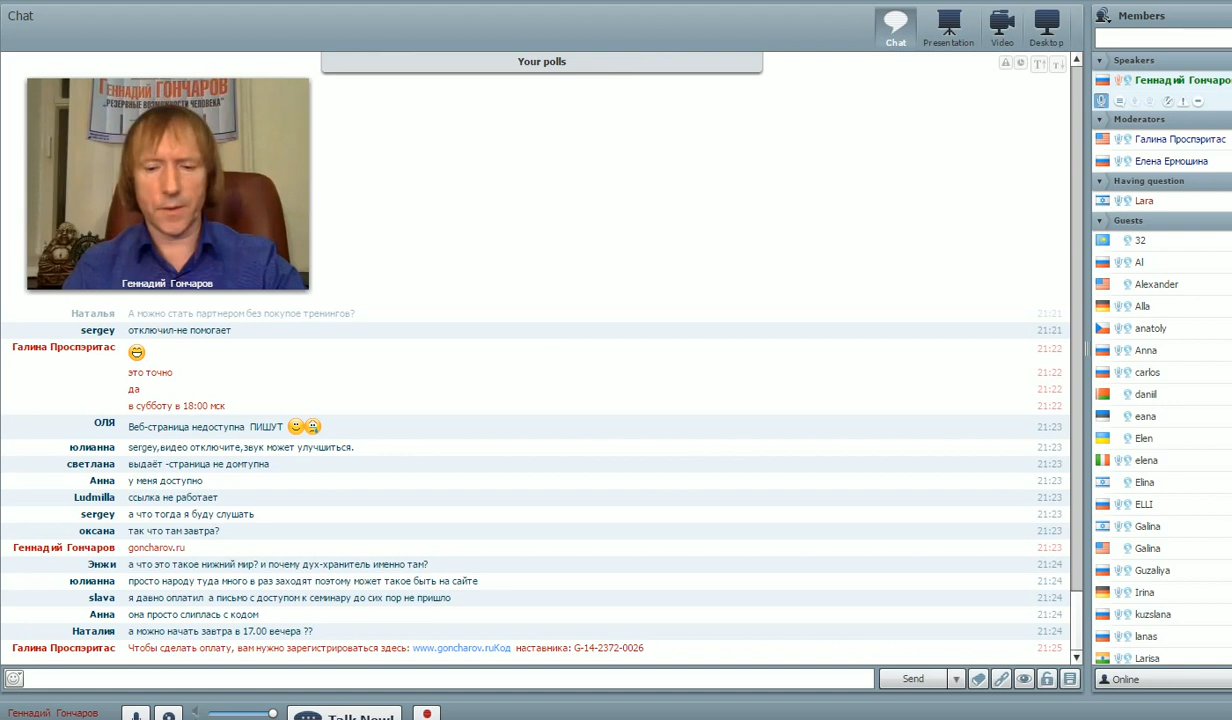 Chat
Chat
Presentation
Video
Desktop
Your polls
ГЕННАДИЙ ГОНЧАРОВ
"РЕЗЕРВНЫЕ ВОЗМОЖНОСТИ ЧЕЛОВЕКА"
Геннадий Гончаров
Наталья А можно стать партнером без покупое тренингов? 21:21
sergey отключил-не помогает 21:21
Галина Проспэритас 21:22
это точно 21:22
да 21:22
в субботу в 18:00 мск 21:22
ОЛЯ Веб-страница недоступна ПИШУТ 21:23
юлианна sergey,видео отключите,звук может улучшиться. 21:23
светлана выдаёт -страница не домтупна 21:23
Анна у меня доступно 21:23
Ludmilla ссылка не работает 21:23
sergey а что тогда я буду слушать 21:23
оксана так что там завтра? 21:23
Геннадий Гончаров goncharov.ru 21:23
Энжи а что это такое нижний мир? и почему дух-хранитель именно там? 21:24
юлианна просто народу туда много в раз заходят поэтому может такое быть на сайте 21:24
slava я давно оплатил а письмо с доступом к семинару до сих пор не пришло 21:24
Анна она просто слиплась с кодом 21:24
Наталия а можно начать завтра в 17.00 вечера ?? 21:24
Галина Проспэритас Чтобы сделать оплату, вам нужно зарегистрироваться здесь: www.goncharov.ruКод наставника: G-14-2372-0026 21:25
Send
Геннадий Гончаров
Talk Now!
Members
Speakers
Геннадий Гончаро
Moderators
Галина Проспэритас
Елена Ермошина
Having question
Lara
Guests
32
Al
Alexander
Alla
anatoly
Anna
carlos
daniil
eana
Elen
elena
Elina
ELLI
Galina
Galina
Guzaliya
Irina
kuzslana
lanas
Larisa
Online